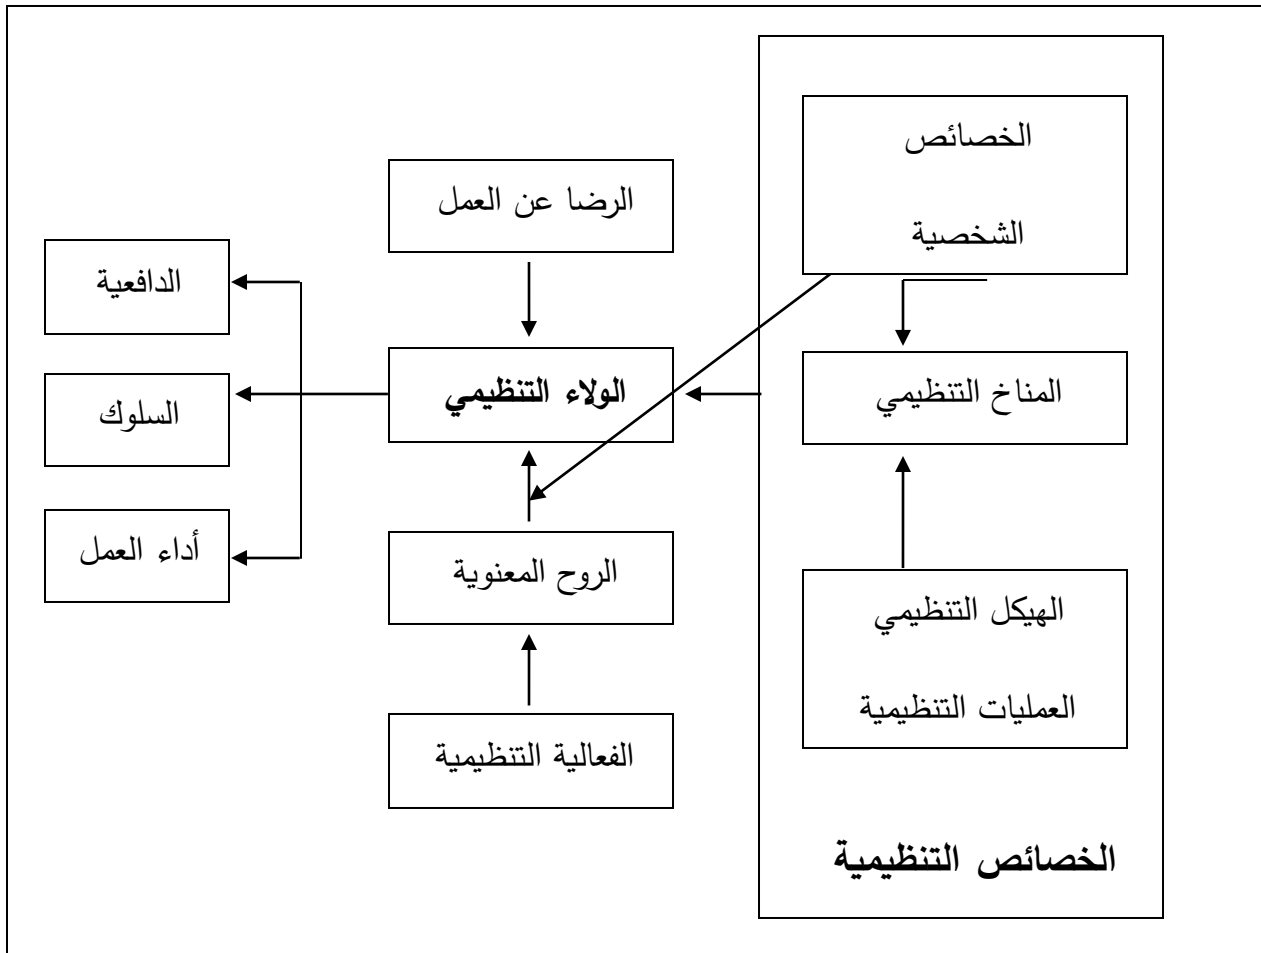 الخصائص
الشخصية
المناخ التنظيمي
الهيكل التنظيمي
العمليات التنظيمية
الخصائص التنظيمية
الرضا عن العمل
الولاء التنظيمي
الروح المعنوية
الفعالية التنظيمية
الدافعية
السلوك
أداء العمل